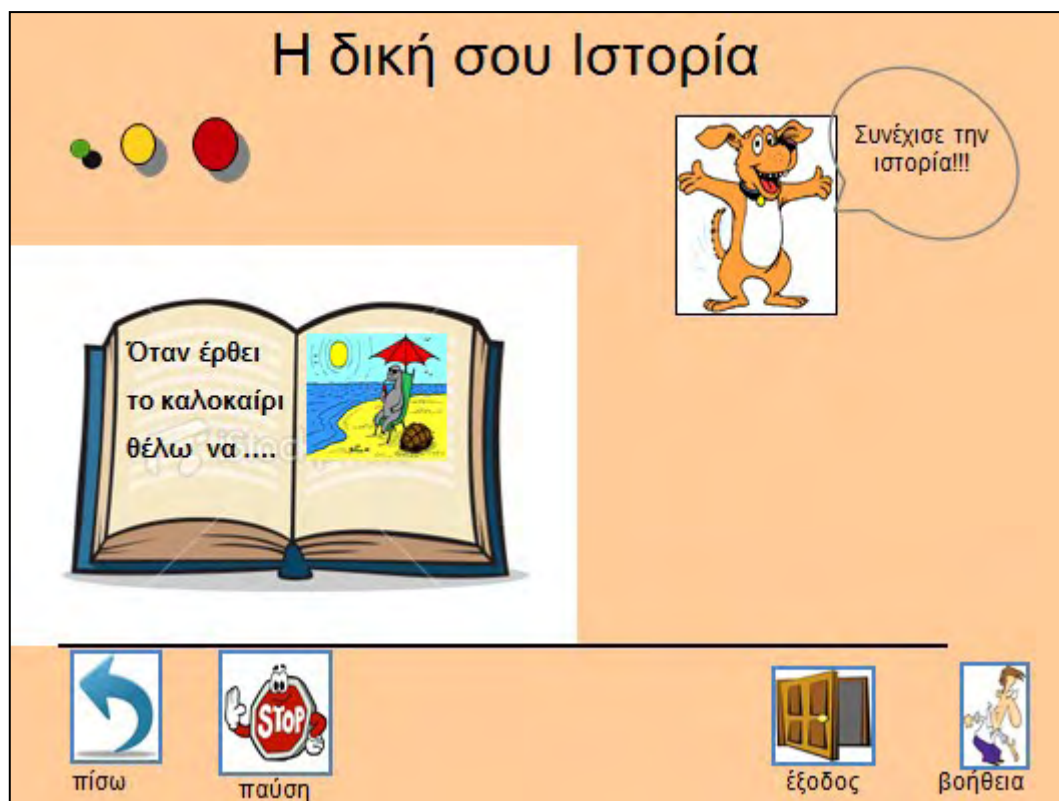 Η δική σου Ιστορία
Συνέχισε την
ιστορία!!!
Όταν έρθει
το καλοκαίρι
θέλω να ....
STOP
πίσω
παύση
έξοδος
βοήθεια